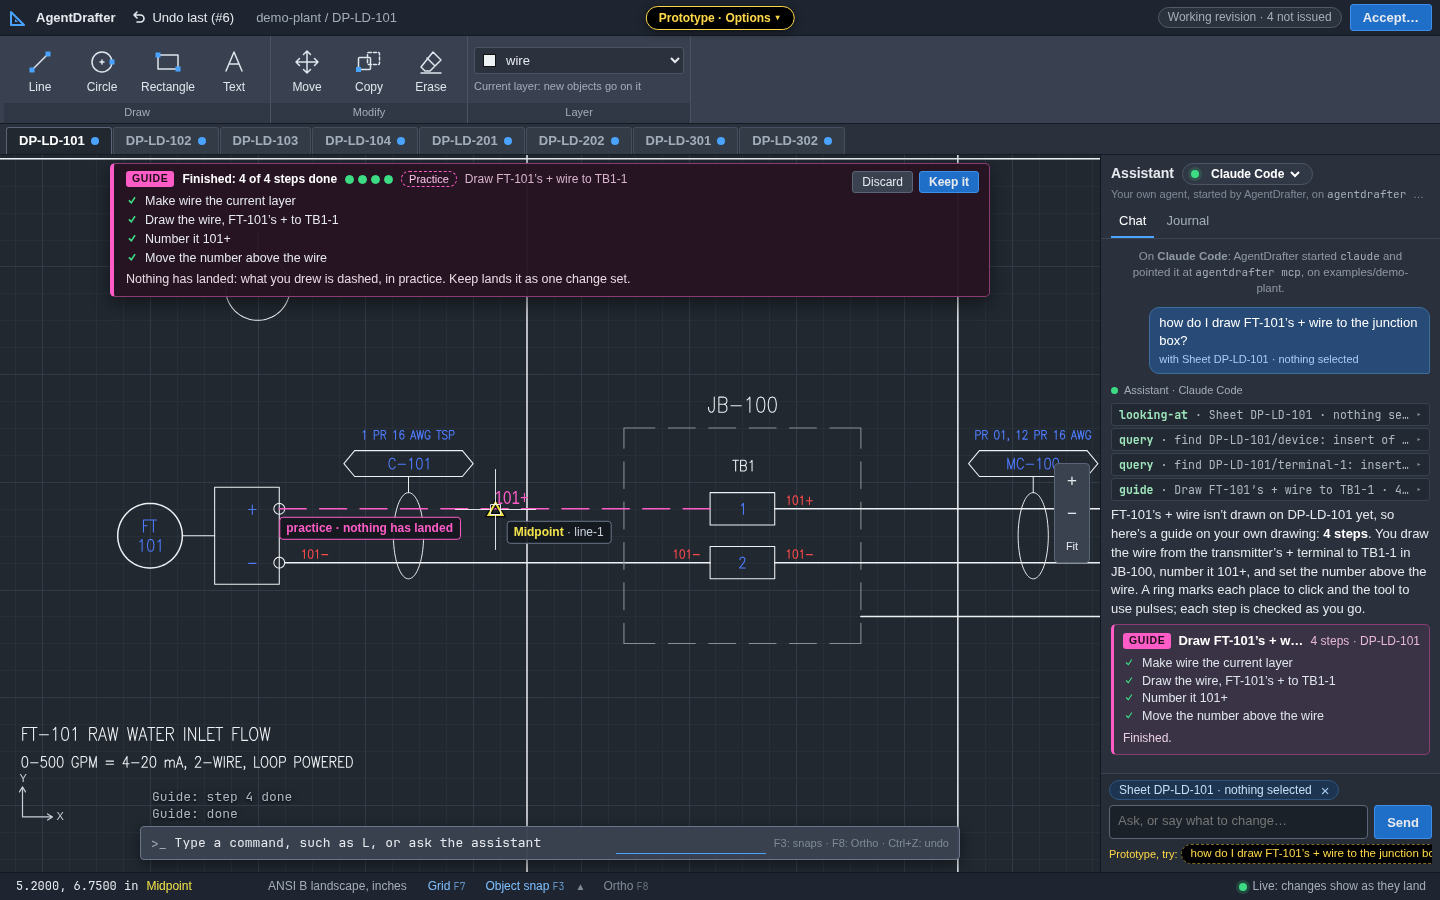 AgentDrafter
Undo last (#6)
demo-plant / DP-LD-101
Prototype · Options ▾
Working revision · 4 not issued
Accept…
Line
Circle
Rectangle
Text
Draw
Move
Copy
Erase
Modify
wire
Current layer: new objects go on it
Layer
DP-LD-101
DP-LD-102
DP-LD-103
DP-LD-104
DP-LD-201
DP-LD-202
DP-LD-301
DP-LD-302
GUIDE Finished: 4 of 4 steps done Practice Draw FT-101’s + wire to TB1-1
Discard
Keep it
Make wire the current layer
Draw the wire, FT-101’s + to TB1-1
Number it 101+
Move the number above the wire
Nothing has landed: what you drew is dashed, in practice. Keep lands it as one change set.
JB-100
1 PR 16 AWG TSP
C-101
TB1
PR 01, 12 PR 16 AWG
MC-100
101+
101+
FT
101
+
−
1
2
practice · nothing has landed
Midpoint · line-1
101−
101−
101−
+
−
Fit
FT-101 RAW WATER INLET FLOW
0-500 GPM = 4-20 mA, 2-WIRE, LOOP POWERED
Y
X
Guide: step 4 done
Guide: done
>_ Type a command, such as L, or ask the assistant
F3: snaps · F8: Ortho · Ctrl+Z: undo
Assistant
Claude Code
Your own agent, started by AgentDrafter, on agentdrafter …
Chat
Journal
On Claude Code: AgentDrafter started claude and
pointed it at agentdrafter mcp, on examples/demo-
plant.
how do I draw FT-101’s + wire to the junction
box?
with Sheet DP-LD-101 · nothing selected
Assistant · Claude Code
looking-at · Sheet DP-LD-101 · nothing se…
query · find DP-LD-101/device: insert of …
query · find DP-LD-101/terminal-1: insert…
guide · Draw FT-101’s + wire to TB1-1 · 4…
FT-101’s + wire isn’t drawn on DP-LD-101 yet, so
here’s a guide on your own drawing: 4 steps. You draw
the wire from the transmitter’s + terminal to TB1-1 in
JB-100, number it 101+, and set the number above the
wire. A ring marks each place to click and the tool to
use pulses; each step is checked as you go.
GUIDE Draw FT-101’s + w… 4 steps · DP-LD-101
Make wire the current layer
Draw the wire, FT-101’s + to TB1-1
Number it 101+
Move the number above the wire
Finished.
Sheet DP-LD-101 · nothing selected ×
Ask, or say what to change…
Send
Prototype, try: how do I draw FT-101’s + wire to the junction bo
5.2000, 6.7500 in Midpoint
ANSI B landscape, inches
Grid F7
Object snap F3 ▲
Ortho F8
Live: changes show as they land